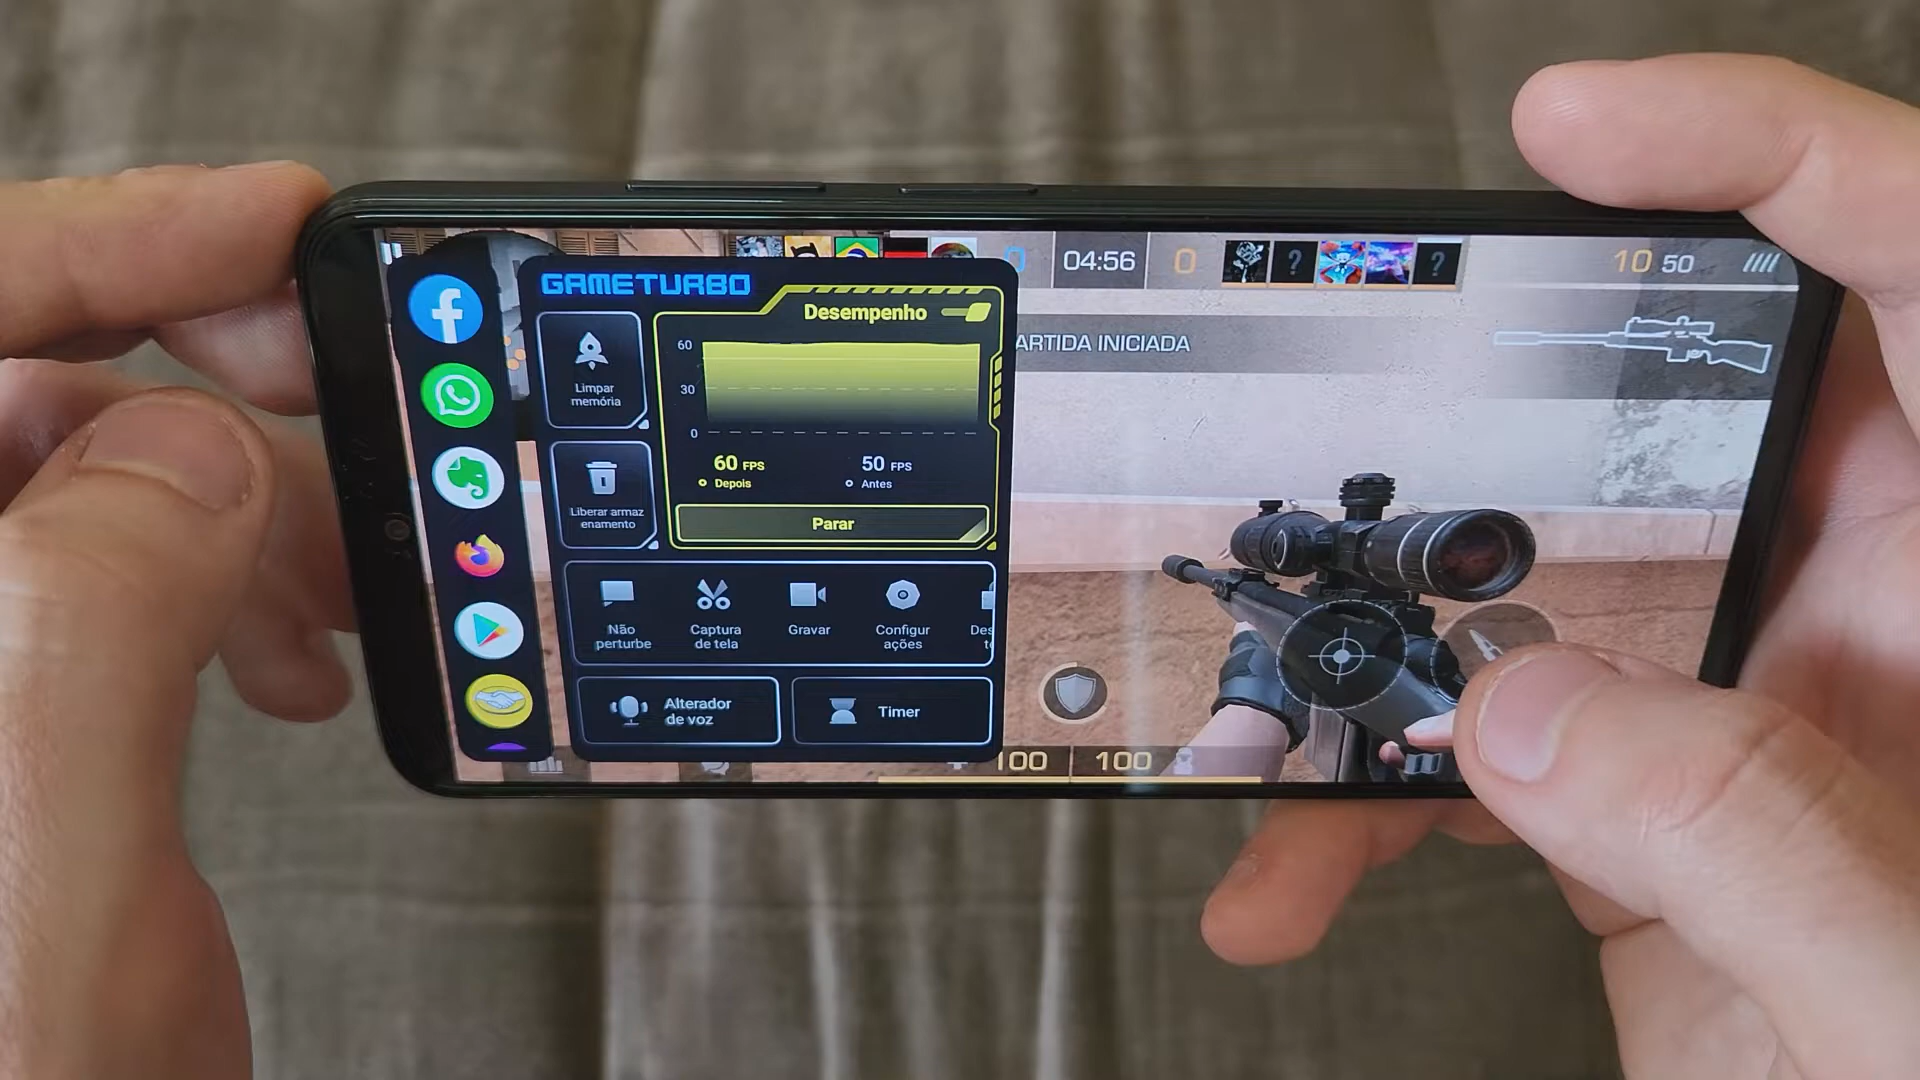 GAMETURBO
Desempenho
60
30
0
60 FPS
Depois
50 FPS
Antes
Parar
Limpar
memória
Liberar armaz
enamento
Não
perturbe
Captura
de tela
Gravar
Configur
ações
Des
Alterador
de voz
Timer
0
04:56
0
?
?
10 50
ARTIDA INICIADA
100
100